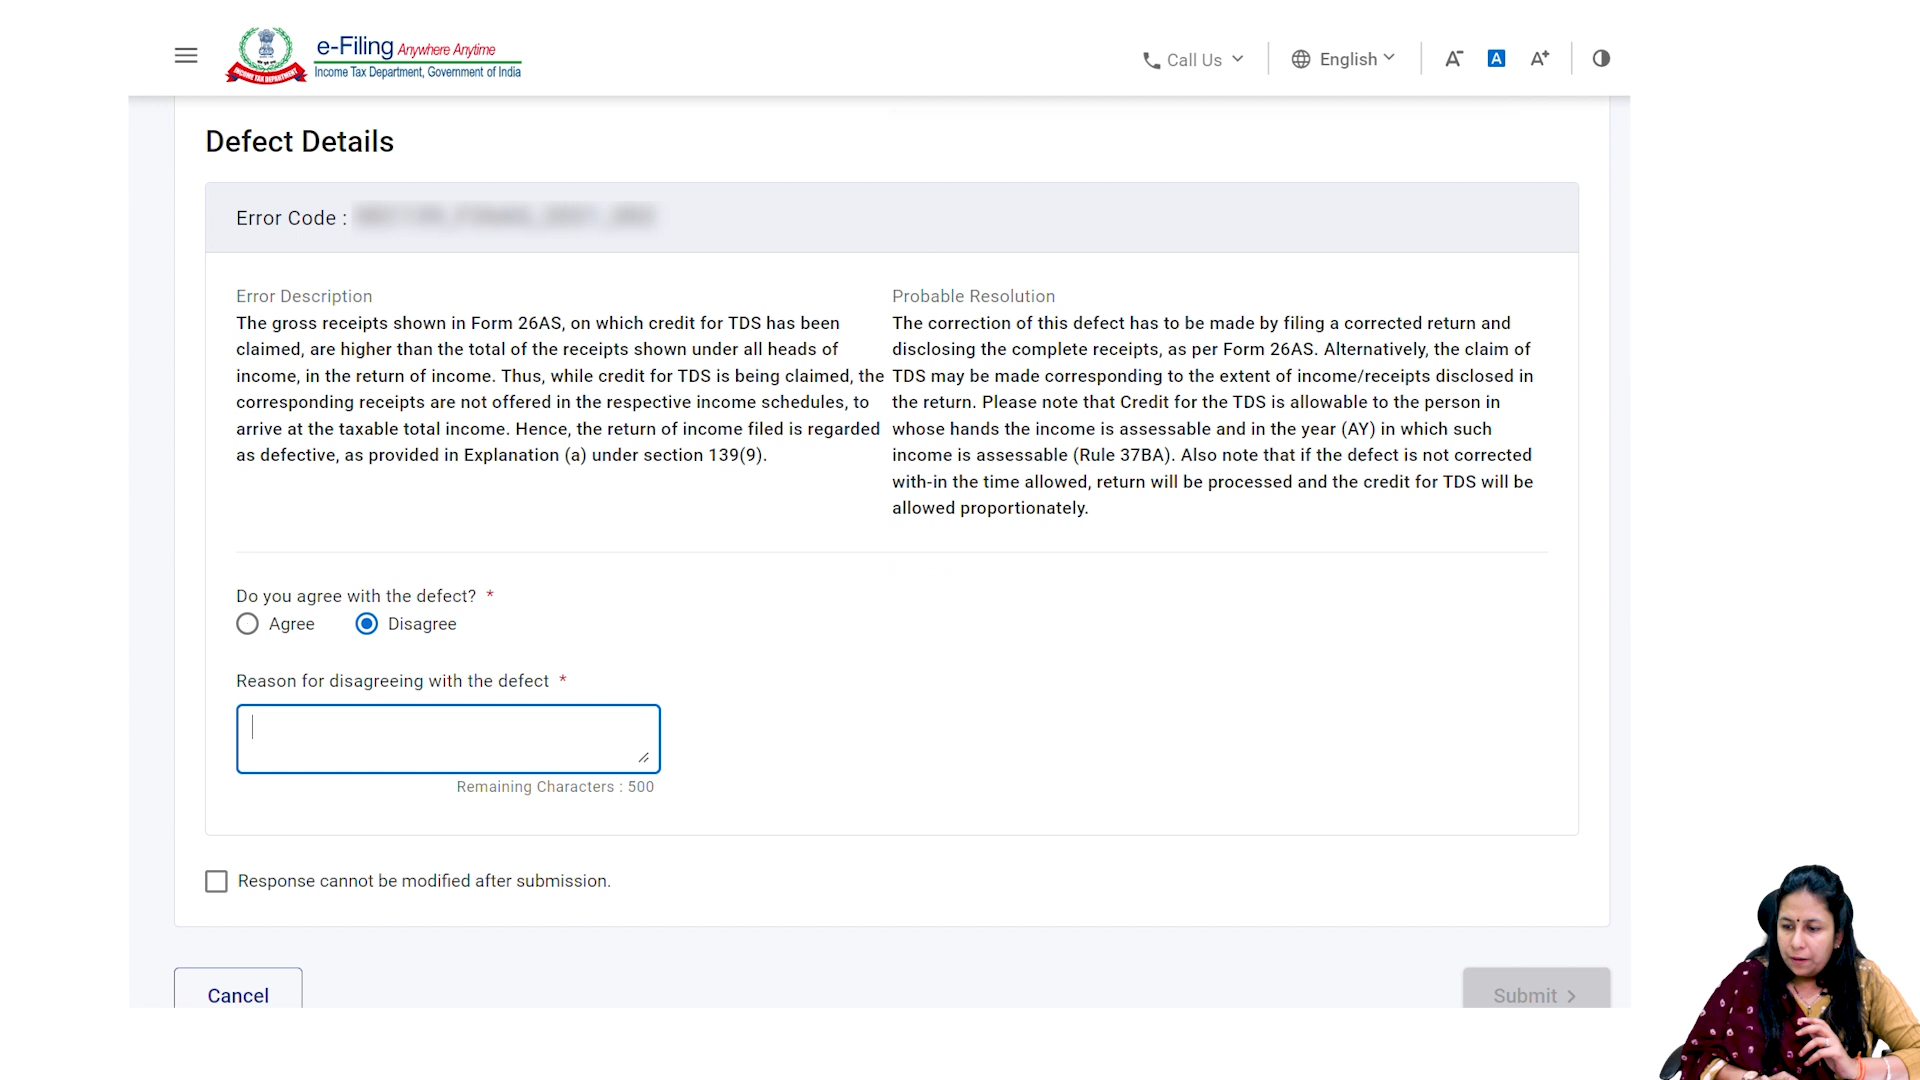 e-Filing Anywhere Anytime
Income Tax Department, Government of India
INCOME TAX DEPARTMENT
Call Us
English
A-
A
A+
Defect Details
Error Code :
Error Description
The gross receipts shown in Form 26AS, on which credit for TDS has been
claimed, are higher than the total of the receipts shown under all heads of
income, in the return of income. Thus, while credit for TDS is being claimed, the
corresponding receipts are not offered in the respective income schedules, to
arrive at the taxable total income. Hence, the return of income filed is regarded
as defective, as provided in Explanation (a) under section 139(9).
Probable Resolution
The correction of this defect has to be made by filing a corrected return and
disclosing the complete receipts, as per Form 26AS. Alternatively, the claim of
TDS may be made corresponding to the extent of income/receipts disclosed in
the return. Please note that Credit for the TDS is allowable to the person in
whose hands the income is assessable and in the year (AY) in which such
income is assessable (Rule 37BA). Also note that if the defect is not corrected
with-in the time allowed, return will be processed and the credit for TDS will be
allowed proportionately.
Do you agree with the defect? *
Agree
Disagree
Reason for disagreeing with the defect *
Remaining Characters : 500
Response cannot be modified after submission.
Cancel
Submit >